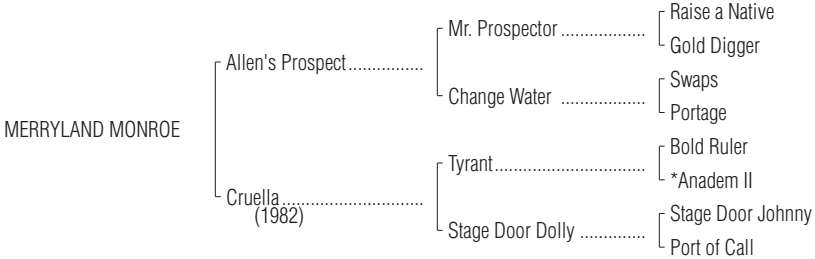 Raise a Native
Mr. Prospector ..................
Gold Digger
Allen's Prospect................
Swaps
Change Water ..................
Portage
MERRYLAND MONROE
Bold Ruler
Tyrant................................
*Anadem II
Cruella..............................
(1982)
Stage Door Johnny
Stage Door Dolly ..............
Port of Call